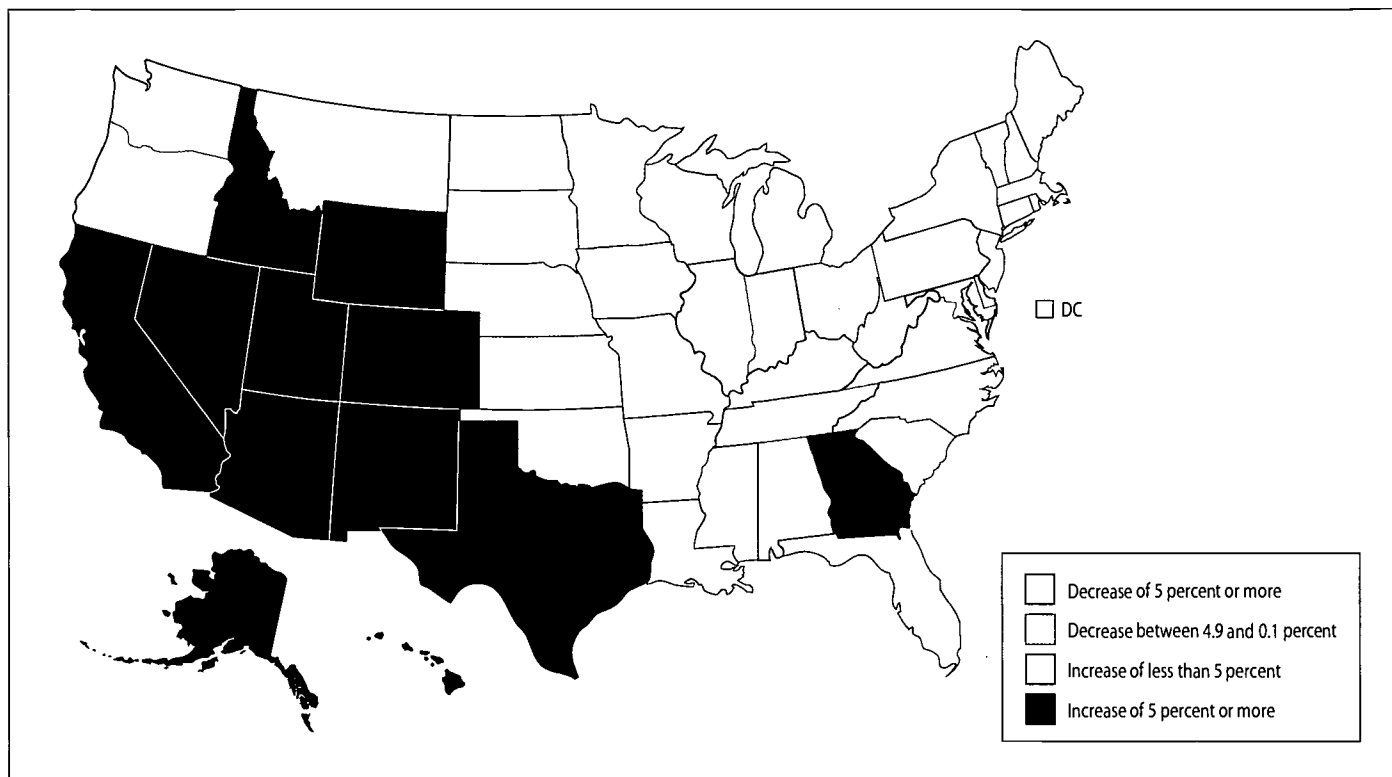 DC
Decrease of 5 percent or more
Decrease between 4.9 and 0.1 percent
Increase of less than 5 percent
Increase of 5 percent or more